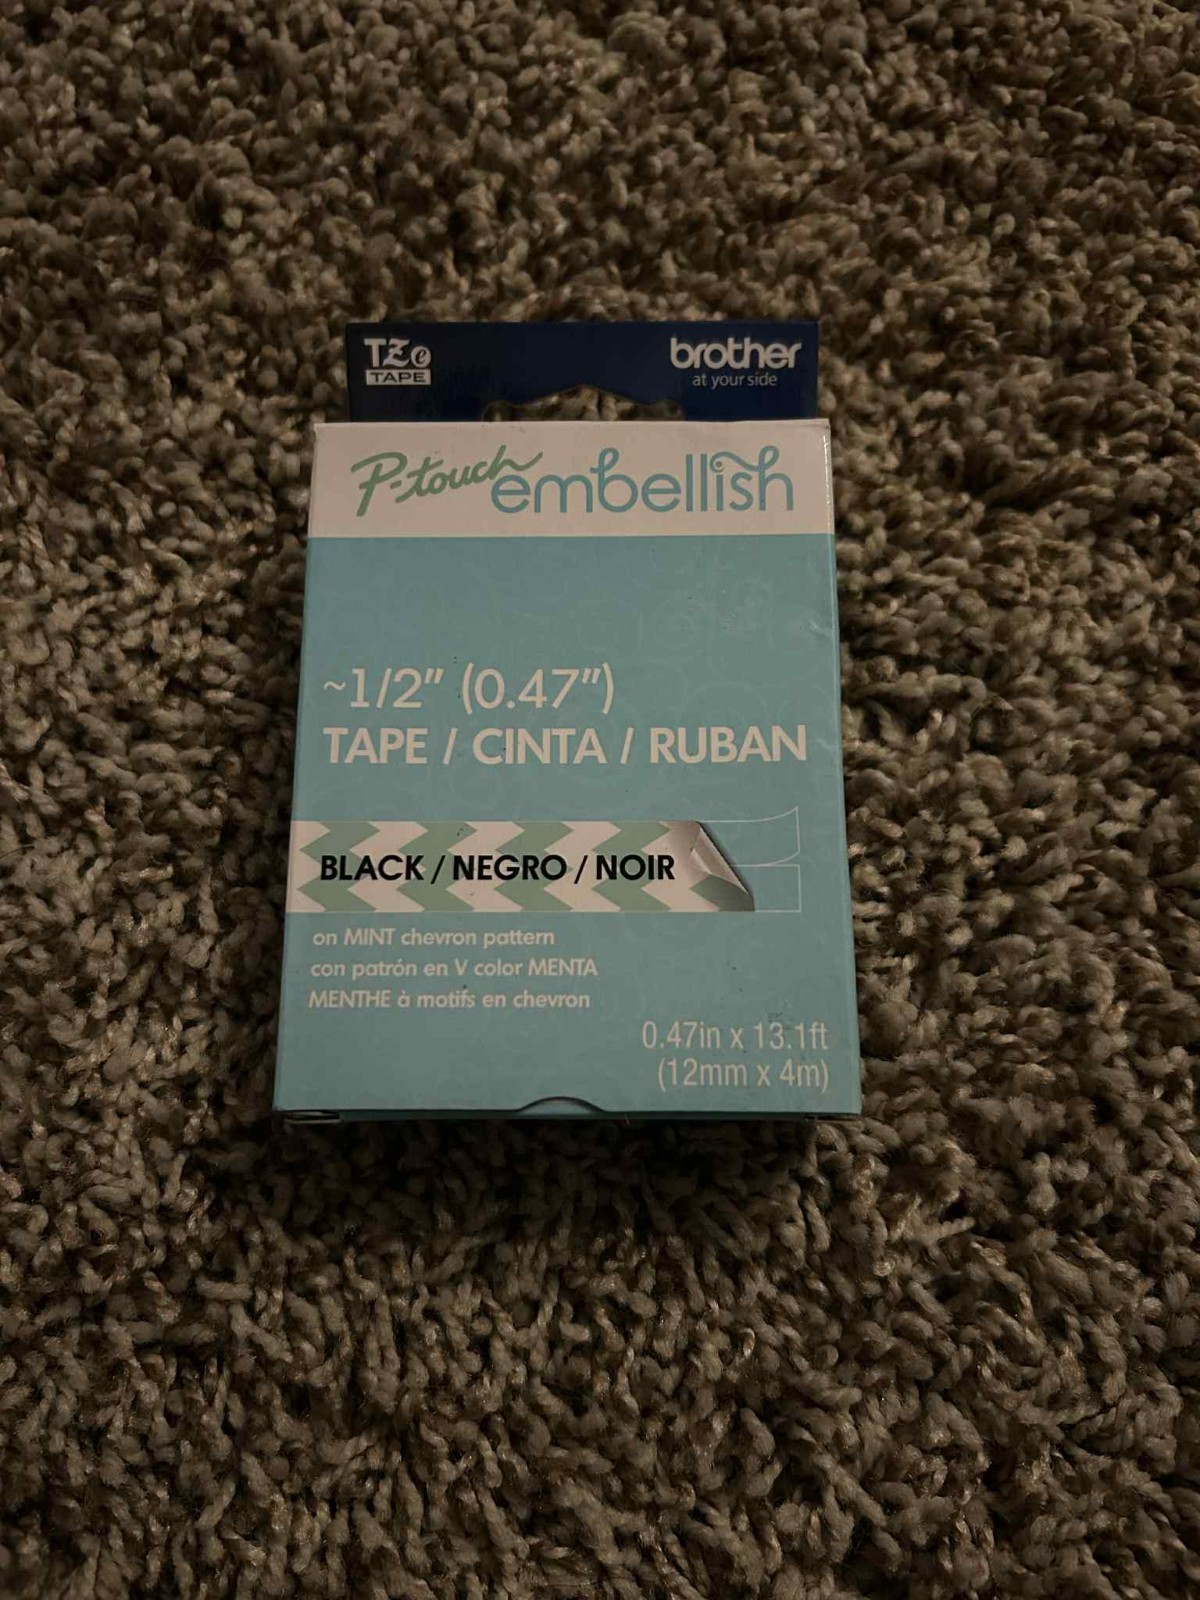 TZe
TAPE
brother
at your side
P-touch embellish
~1/2" (0.47")
TAPE / CINTA / RUBAN
BLACK / NEGRO / NOIR
on MINT chevron pattern
con patrón en V color MENTA
MENTHE à motifs en chevron
0.47in x 13.1ft
(12mm x 4m)